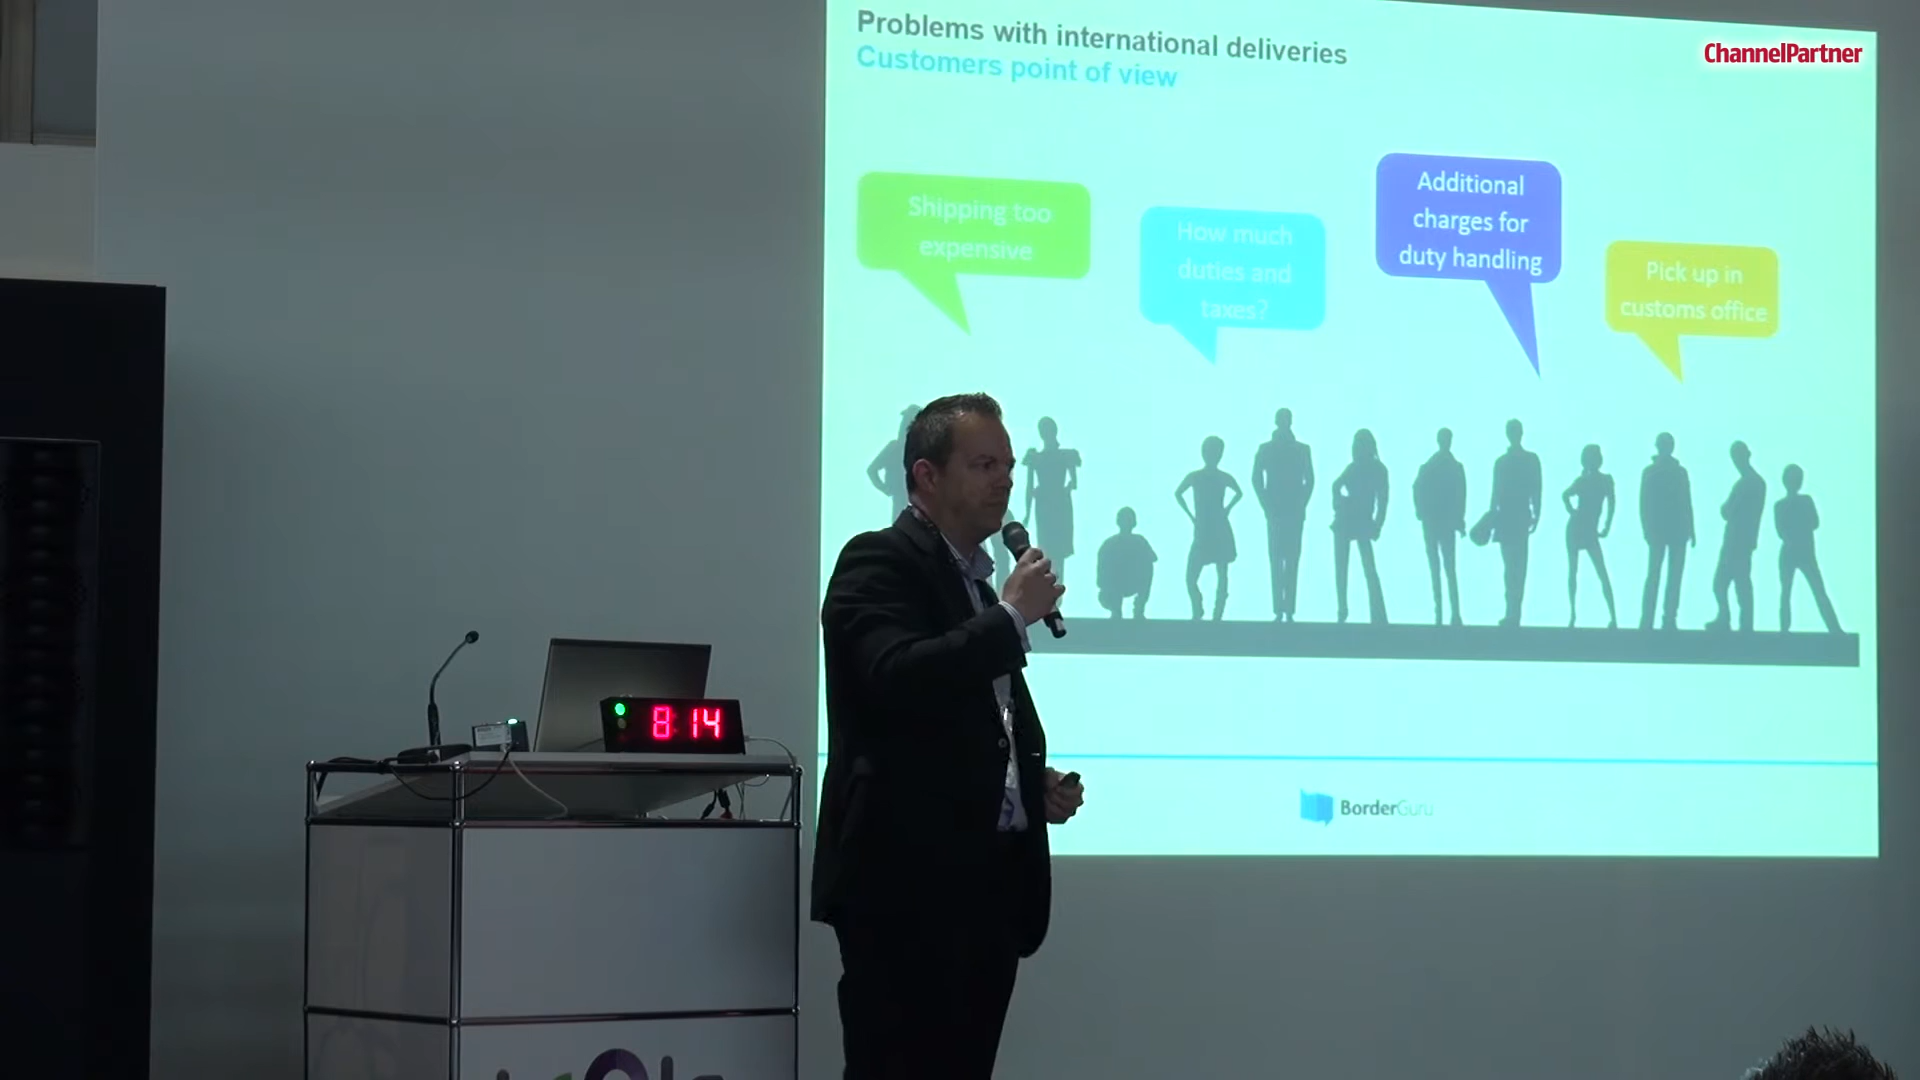 Problems with international deliveries
Customers point of view
ChannelPartner
Shipping too
expensive
How much
duties and
taxes?
Additional
charges for
duty handling
Pick up in
customs office
8 14
BorderGuru